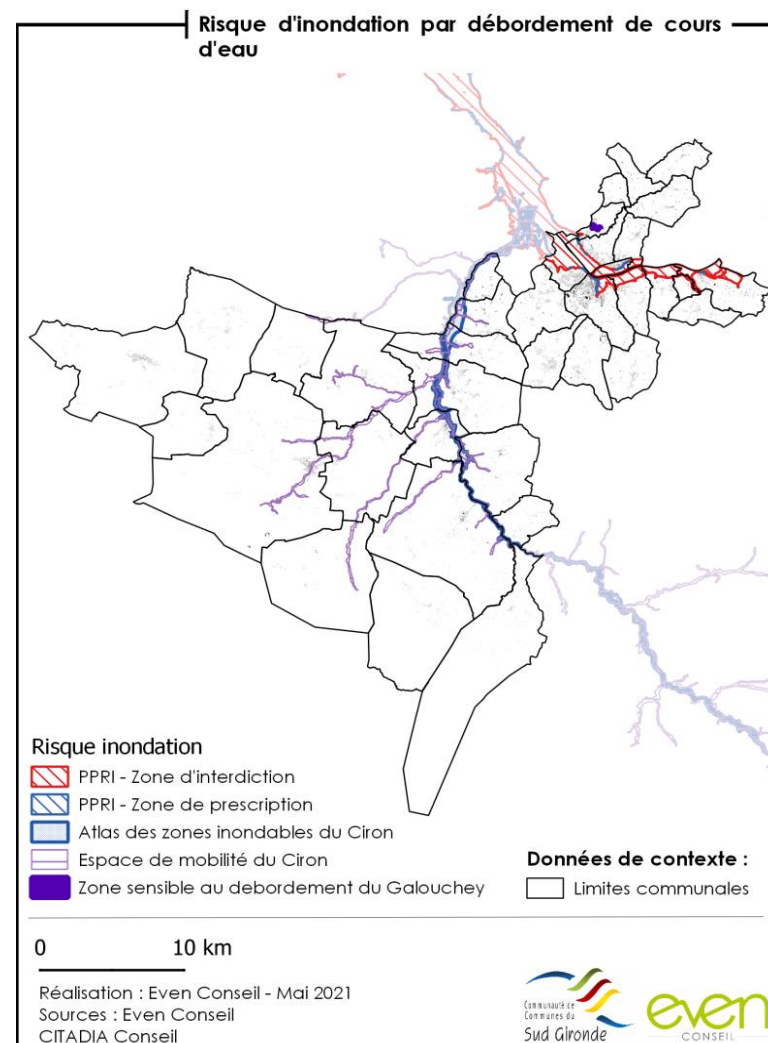 Risque d'inondation par débordement de cours
d'eau
Risque inondation
PPRI - Zone d'interdiction
PPRI - Zone de prescription
Atlas des zones inondables du Ciron
Espace de mobilité du Ciron
Zone sensible au debordement du Galouchey
Données de contexte :
Limites communales
0 10 km
Réalisation : Even Conseil - Mai 2021
Sources : Even Conseil
CITADIA Conseil
Communauté de
Communes du
Sud Gironde
even
CONSEIL